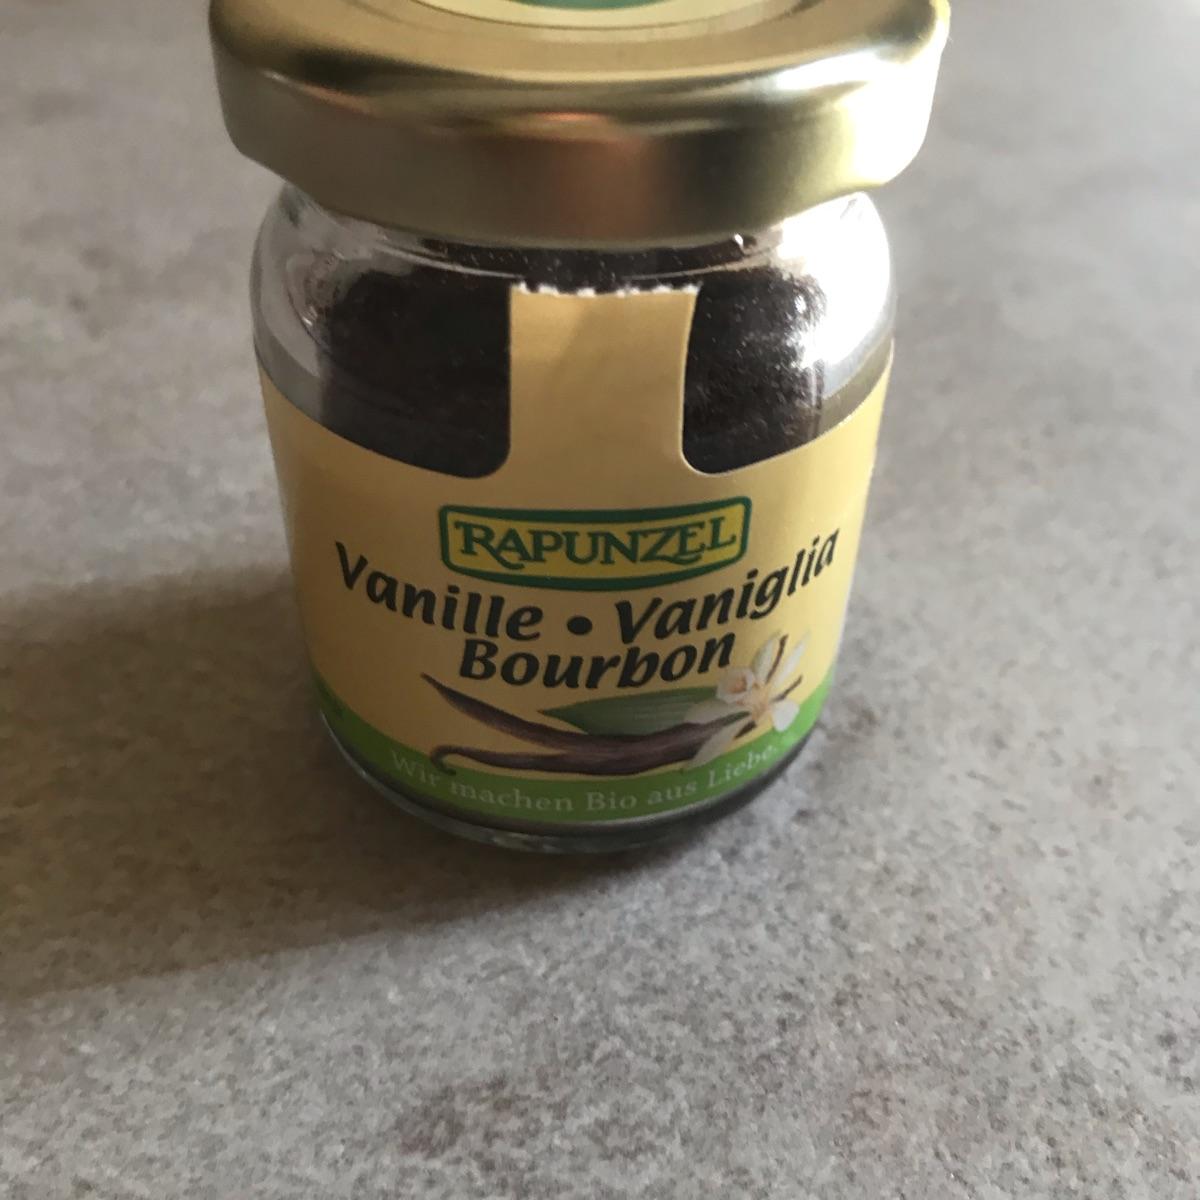 RAPUNZEL
Vanille • Vaniglia
Bourbon
Wir machen Bio aus Liebe.